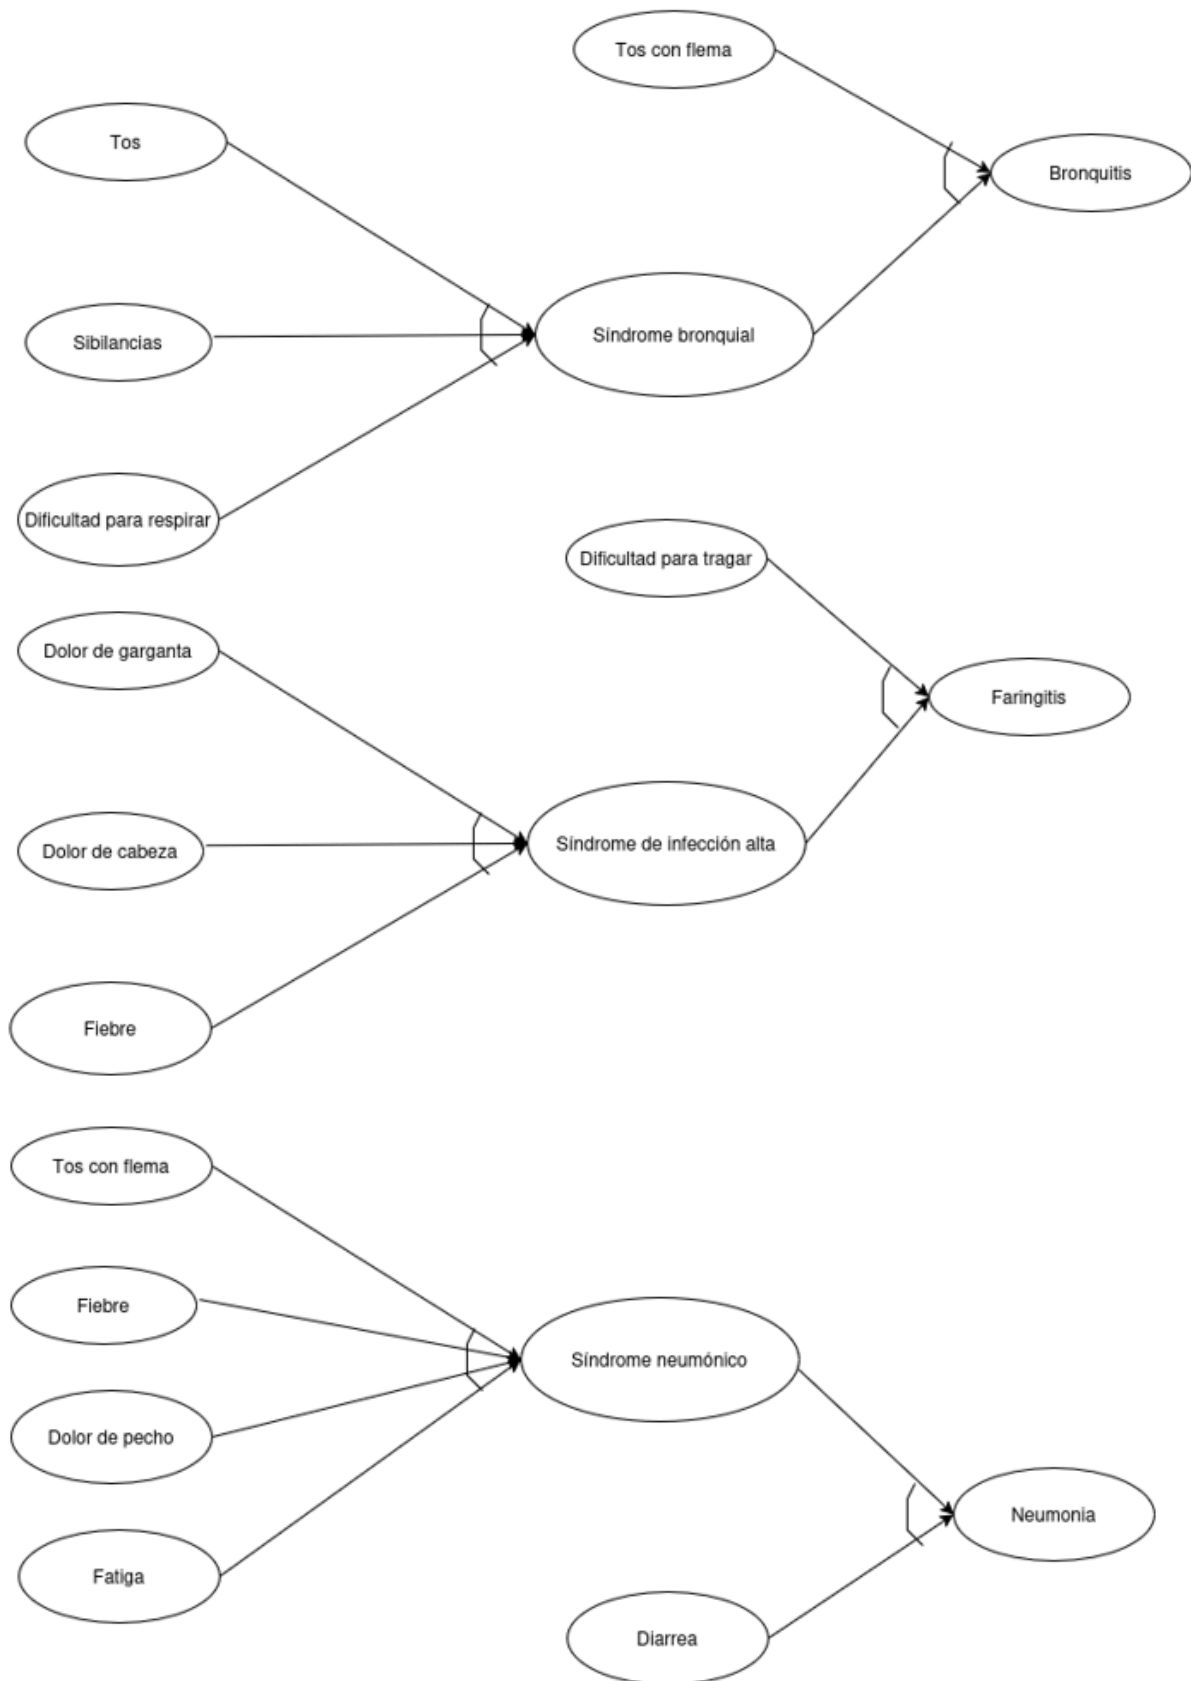 Tos con flema
Tos
Bronquitis
Sibilancias
Síndrome bronquial
Dificultad para respirar
Dificultad para tragar
Dolor de garganta
Faringitis
Dolor de cabeza
Síndrome de infección alta
Fiebre
Tos con flema
Fiebre
Síndrome neumónico
Dolor de pecho
Neumonia
Fatiga
Diarrea